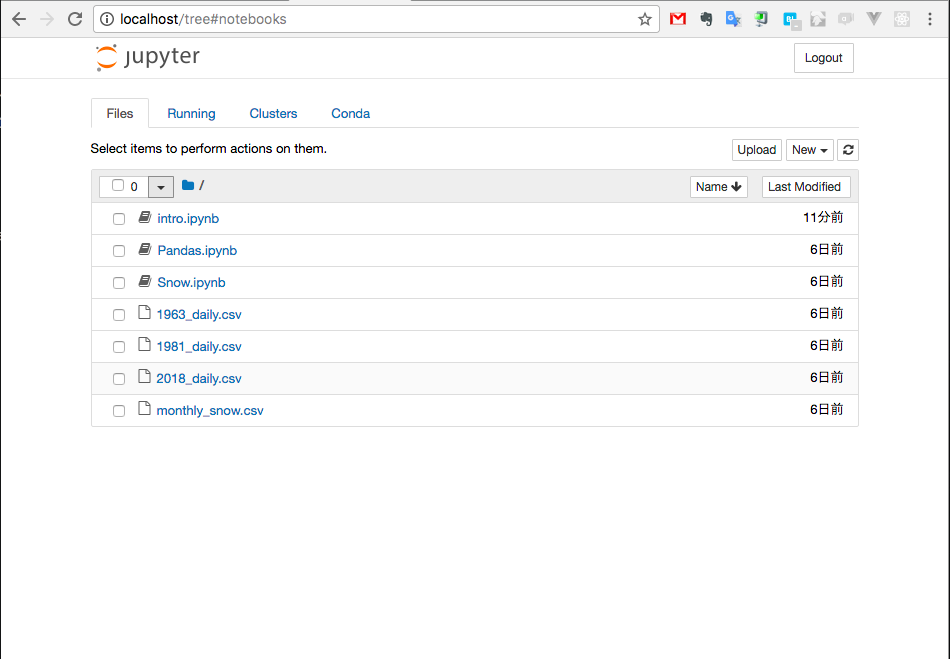 localhost/tree#notebooks
jupyter
Logout
Files Running Clusters Conda
Select items to perform actions on them.
Upload New
0 / Name Last Modified
intro.ipynb 11分前
Pandas.ipynb 6日前
Snow.ipynb 6日前
1963_daily.csv 6日前
1981_daily.csv 6日前
2018_daily.csv 6日前
monthly_snow.csv 6日前